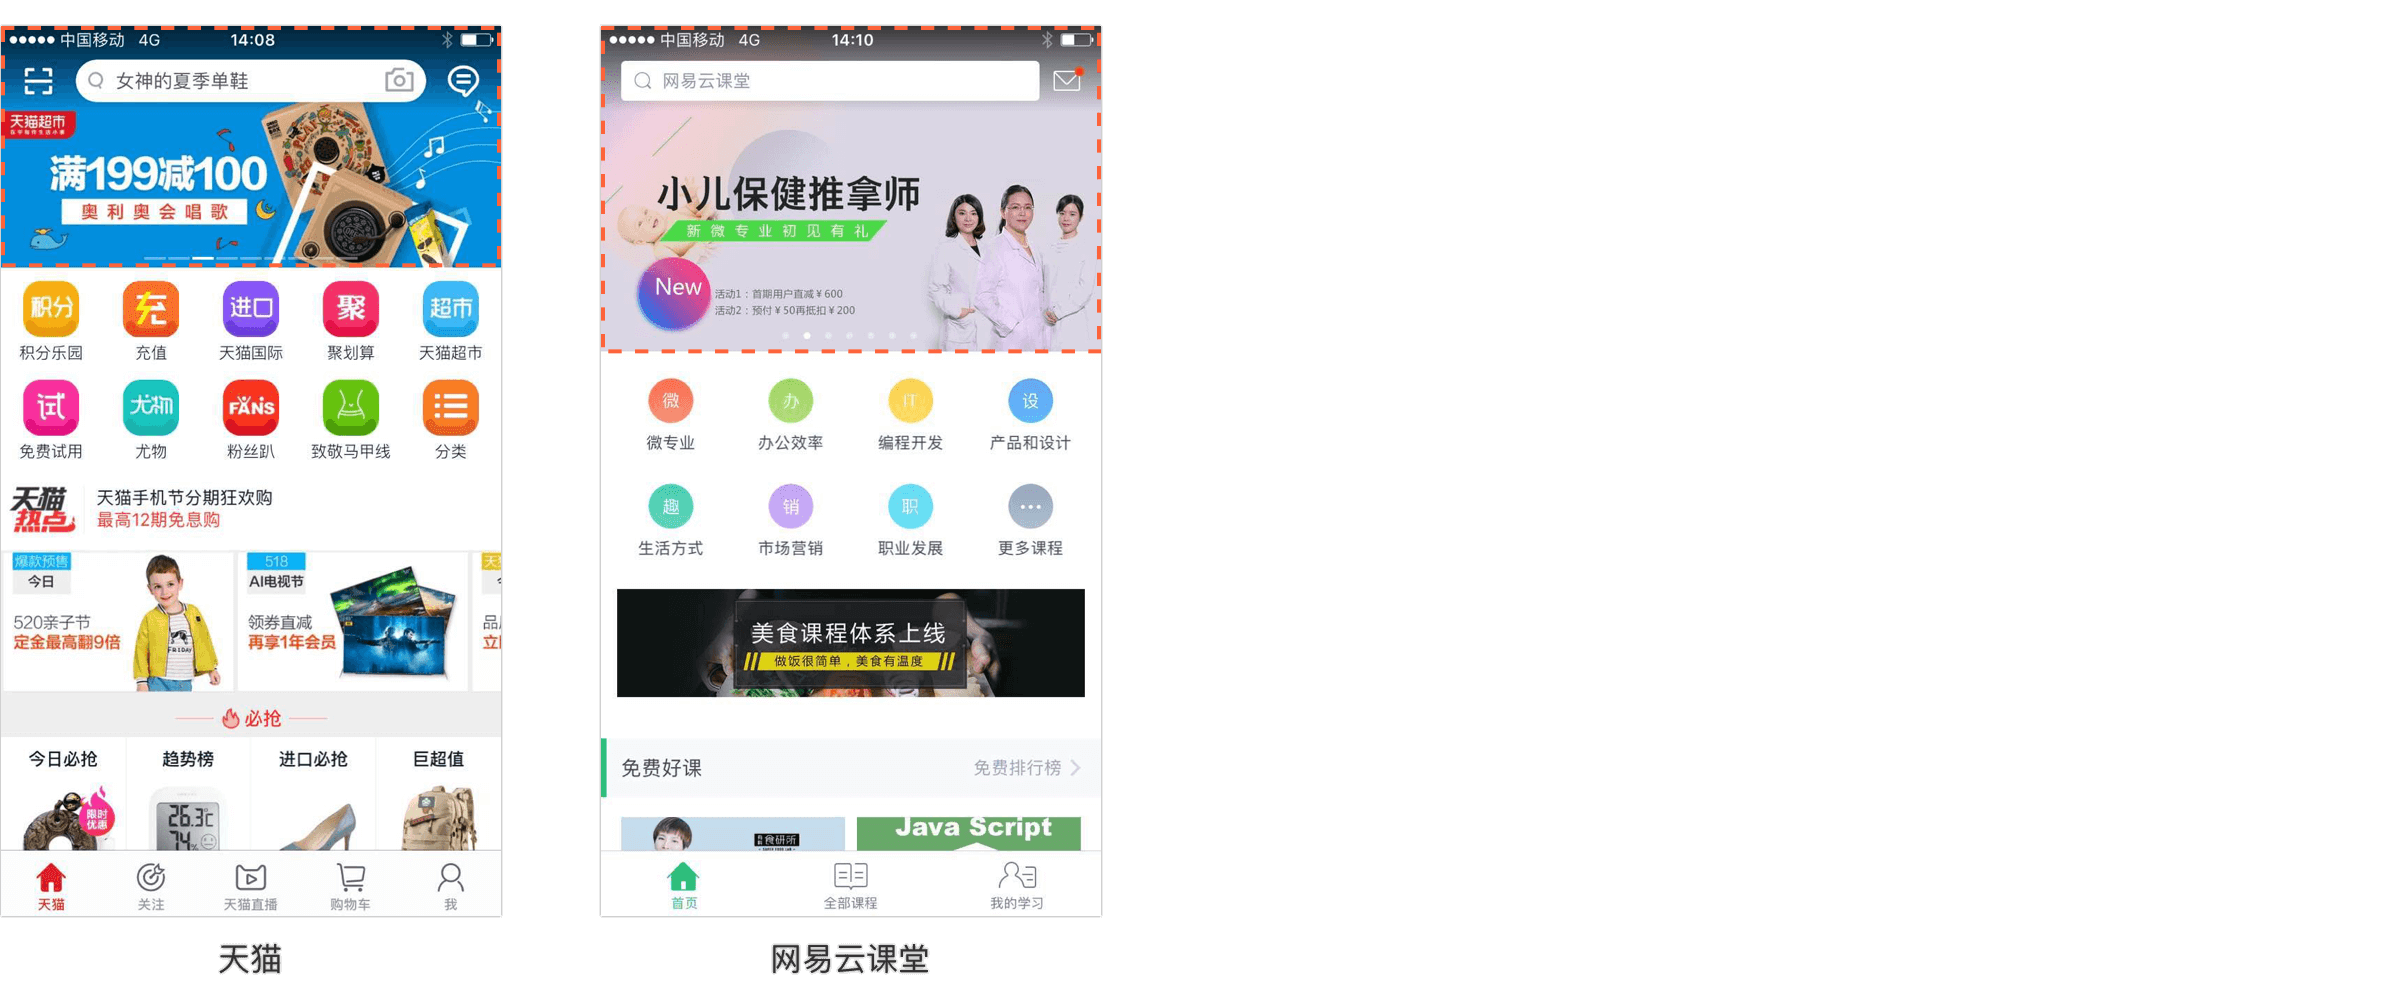 中国移动 4G 14:08
女神的夏季单鞋
天猫超市
满199减100
奥利奥会唱歌
积分 充 进口 聚 超市
积分乐园 充值 天猫国际 聚划算 天猫超市
试 尤物 FANS
免费试用 尤物 粉丝趴 致敬马甲线 分类
天猫热点
天猫手机节分期狂欢购
最高12期免息购
爆款预售
今日
520亲子节
定金最高翻9倍
FRIDAY
518
AI电视节
领券直减
再享1年会员
必抢
今日必抢 趋势榜 进口必抢 巨超值
限时优惠
26.3℃
天猫 关注 天猫直播 购物车 我
天猫
中国移动 4G 14:10
网易云课堂
小儿保健推拿师
新微专业初见有礼
New
活动1：首期用户直减¥600
活动2：预付¥50再抵扣¥200
微 办 IT 设
微专业 办公效率 编程开发 产品和设计
趣 销 职
生活方式 市场营销 职业发展 更多课程
美食课程体系上线
做饭很简单，美食有温度
免费好课 免费排行榜
食研所
Java Script
首页 全部课程 我的学习
网易云课堂